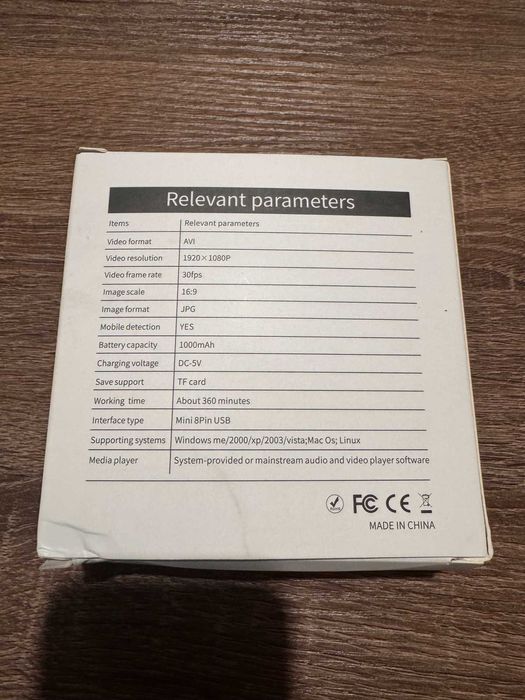 Relevant parameters
Items Relevant parameters
Video format AVI
Video resolution 1920×1080P
Video frame rate 30fps
Image scale 16:9
Image format JPG
Mobile detection YES
Battery capacity 1000mAh
Charging voltage DC-5V
Save support TF card
Working time About 360 minutes
Interface type Mini 8Pin USB
Supporting systems Windows me/2000/xp/2003/vista;Mac Os; Linux
Media player System-provided or mainstream audio and video player software
RoHS FC CE
MADE IN CHINA